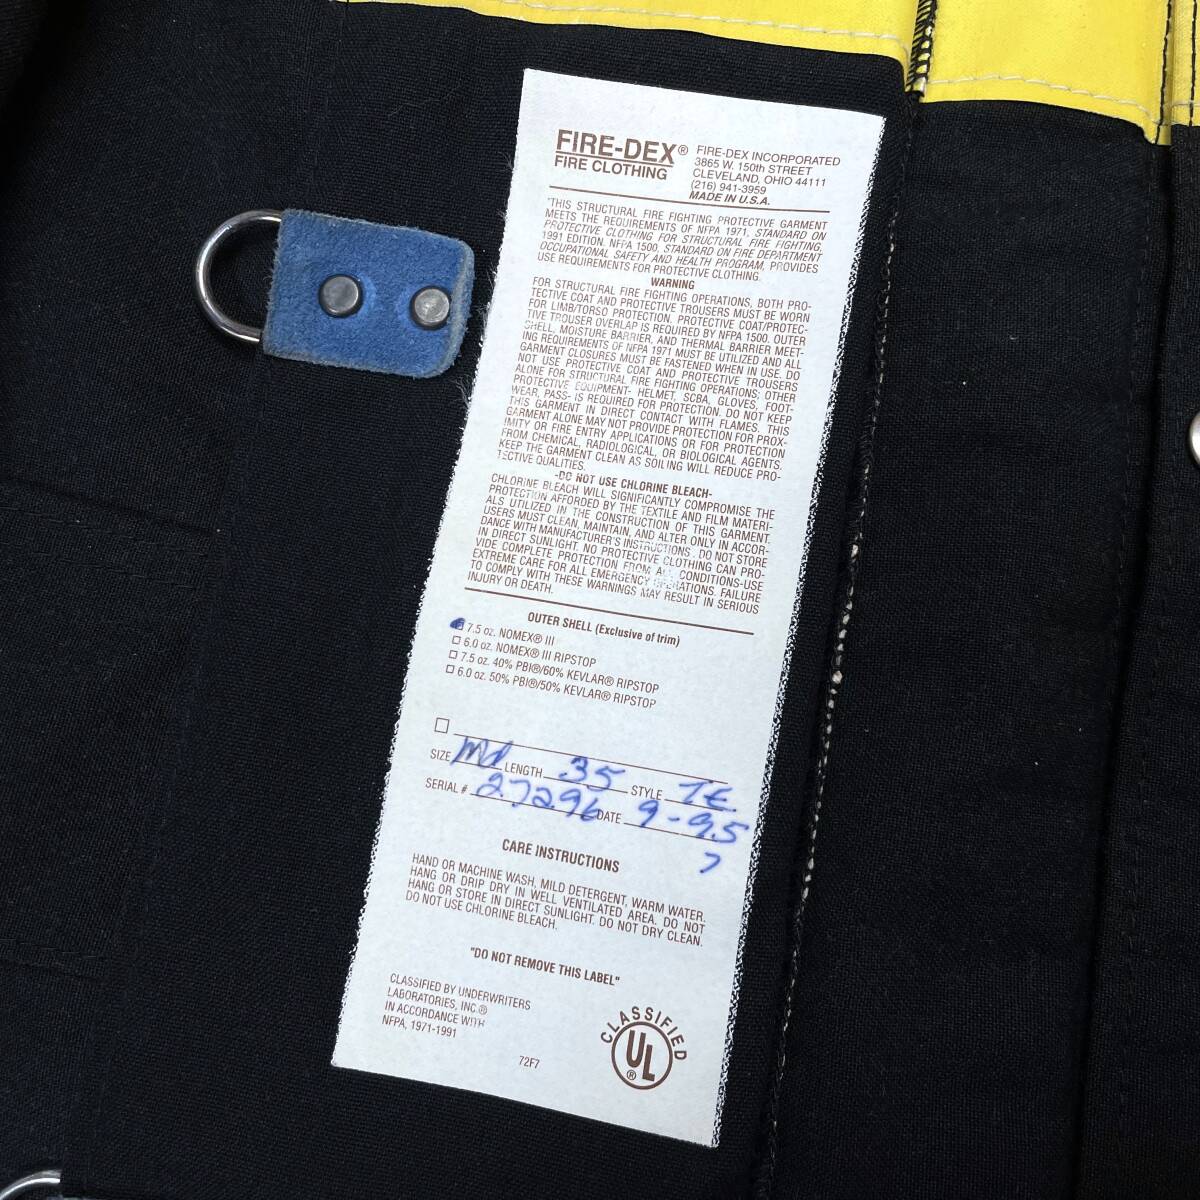 FIRE-DEX®
FIRE CLOTHING
FIRE-DEX INCORPORATED
3865 W. 150th STREET
CLEVELAND, OHIO 44111
(216) 941-3959
MADE IN U.S.A.
"THIS STRUCTURAL FIRE FIGHTING PROTECTIVE GARMENT
MEETS THE REQUIREMENTS OF NFPA 1971, STANDARD ON
PROTECTIVE CLOTHING FOR STRUCTURAL FIRE FIGHTING,
1991 EDITION. NFPA 1500, STANDARD ON FIRE DEPARTMENT
OCCUPATIONAL SAFETY AND HEALTH PROGRAM, PROVIDES
USE REQUIREMENTS FOR PROTECTIVE CLOTHING.
WARNING
FOR STRUCTURAL FIRE FIGHTING OPERATIONS, BOTH PRO-
TECTIVE COAT AND PROTECTIVE TROUSERS MUST BE WORN
FOR LIMB/TORSO PROTECTION. PROTECTIVE COAT/PROTEC-
TIVE TROUSER OVERLAP IS REQUIRED BY NFPA 1500. OUTER
SHELL, MOISTURE BARRIER, AND THERMAL BARRIER MEET-
ING REQUIREMENTS OF NFPA 1971 MUST BE UTILIZED AND ALL
GARMENT CLOSURES MUST BE FASTENED WHEN IN USE. DO
NOT USE PROTECTIVE COAT AND PROTECTIVE TROUSERS
ALONE FOR STRUCTURAL FIRE FIGHTING OPERATIONS; OTHER
PROTECTIVE EQUIPMENT- HELMET, SCBA, GLOVES, FOOT-
WEAR, PASS- IS REQUIRED FOR PROTECTION. DO NOT KEEP
THIS GARMENT IN DIRECT CONTACT WITH FLAMES. THIS
GARMENT ALONE MAY NOT PROVIDE PROTECTION FOR PROX-
IMITY OR FIRE ENTRY APPLICATIONS OR FOR PROTECTION
FROM CHEMICAL, RADIOLOGICAL, OR BIOLOGICAL AGENTS.
KEEP THE GARMENT CLEAN AS SOILING WILL REDUCE PRO-
TECTIVE QUALITIES.
-DO NOT USE CHLORINE BLEACH-
CHLORINE BLEACH WILL SIGNIFICANTLY COMPROMISE THE
PROTECTION AFFORDED BY THE TEXTILE AND FILM MATERI-
ALS UTILIZED IN THE CONSTRUCTION OF THIS GARMENT.
USERS MUST CLEAN, MAINTAIN, AND ALTER ONLY IN ACCOR-
DANCE WITH MANUFACTURER'S INSTRUCTIONS. DO NOT STORE
IN DIRECT SUNLIGHT. NO PROTECTIVE CLOTHING CAN PRO-
VIDE COMPLETE PROTECTION FROM ALL CONDITIONS-USE
EXTREME CARE FOR ALL EMERGENCY OPERATIONS. FAILURE
TO COMPLY WITH THESE WARNINGS MAY RESULT IN SERIOUS
INJURY OR DEATH.
OUTER SHELL (Exclusive of trim)
7.5 oz. NOMEX® III
6.0 oz. NOMEX® III RIPSTOP
7.5 oz. 40% PBI®/60% KEVLAR® RIPSTOP
6.0 oz. 50% PBI®/50% KEVLAR® RIPSTOP
SIZE Md LENGTH 35 STYLE TE
SERIAL # 27296 DATE 9-95
CARE INSTRUCTIONS
HAND OR MACHINE WASH, MILD DETERGENT, WARM WATER.
HANG OR DRIP DRY IN WELL VENTILATED AREA. DO NOT
HANG OR STORE IN DIRECT SUNLIGHT. DO NOT DRY CLEAN.
DO NOT USE CHLORINE BLEACH.
"DO NOT REMOVE THIS LABEL"
CLASSIFIED BY UNDERWRITERS
LABORATORIES, INC.®
IN ACCORDANCE WITH
NFPA, 1971-1991
72F7
CLASSIFIED
UL
®